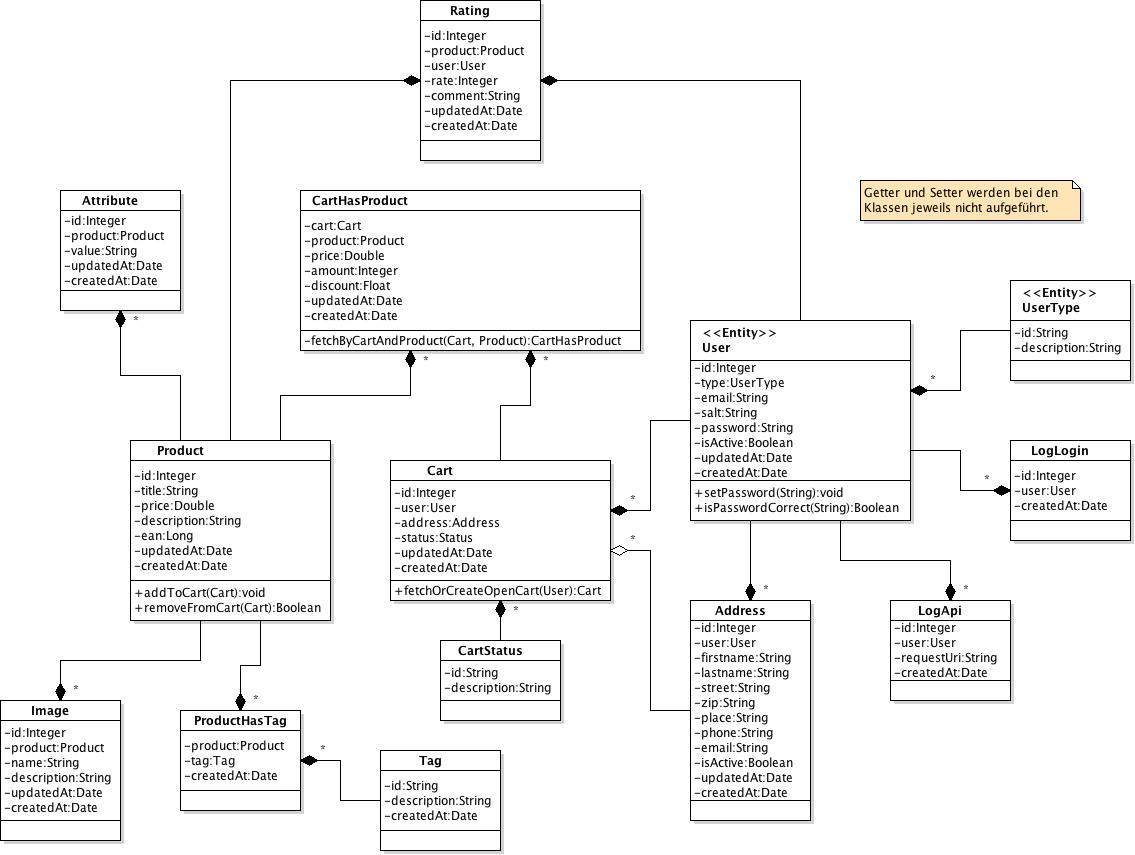 Rating
-id:Integer
-product:Product
-user:User
-rate:Integer
-comment:String
-updatedAt:Date
-createdAt:Date
Attribute
-id:Integer
-product:Product
-value:String
-updatedAt:Date
-createdAt:Date
*
CartHasProduct
-cart:Cart
-product:Product
-price:Double
-amount:Integer
-discount:Float
-updatedAt:Date
-createdAt:Date
-fetchByCartAndProduct(Cart, Product):CartHasProduct
*
*
Getter und Setter werden bei den
Klassen jeweils nicht aufgeführt.
<<Entity>>
User
-id:Integer
-type:UserType
-email:String
-salt:String
-password:String
-isActive:Boolean
-updatedAt:Date
-createdAt:Date
+setPassword(String):void
+isPasswordCorrect(String):Boolean
*
<<Entity>>
UserType
-id:String
-description:String
LogLogin
-id:Integer
-user:User
-createdAt:Date
*
Product
-id:Integer
-title:String
-price:Double
-description:String
-ean:Long
-updatedAt:Date
-createdAt:Date
+addToCart(Cart):void
+removeFromCart(Cart):Boolean
Cart
-id:Integer
-user:User
-address:Address
-status:Status
-updatedAt:Date
-createdAt:Date
+fetchOrCreateOpenCart(User):Cart
*
*
*
CartStatus
-id:String
-description:String
*
Address
-id:Integer
-user:User
-firstname:String
-lastname:String
-street:String
-zip:String
-place:String
-phone:String
-email:String
-isActive:Boolean
-updatedAt:Date
-createdAt:Date
*
LogApi
-id:Integer
-user:User
-requestUri:String
-createdAt:Date
*
Image
-id:Integer
-product:Product
-name:String
-description:String
-updatedAt:Date
-createdAt:Date
*
ProductHasTag
-product:Product
-tag:Tag
-createdAt:Date
*
Tag
-id:String
-description:String
-createdAt:Date